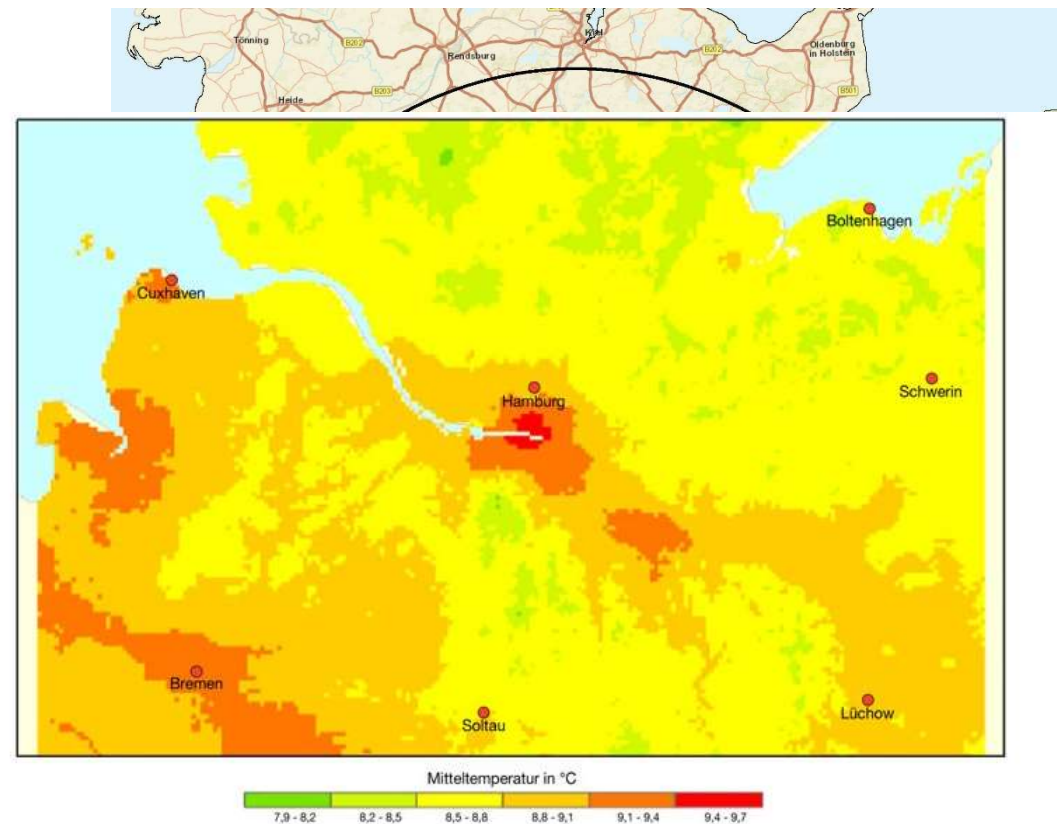 Kiel
Tönning
B202
Oldenburg
in Holstein
B202
Rendsburg
B203
B501
Heide
Boltenhagen
Cuxhaven
Schwerin
Hamburg
Bremen
Lüchow
Soltau
Mitteltemperatur in °C
7,9 - 8,2 8,2 - 8,5 8,5 - 8,8 8,8 - 9,1 9,1 - 9,4 9,4 - 9,7